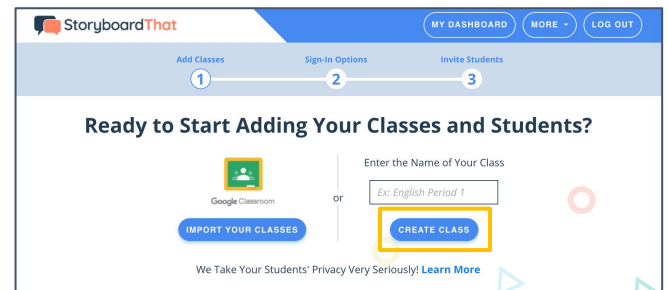 StoryboardThat
MY DASHBOARD
MORE
LOG OUT
Add Classes
Sign-In Options
Invite Students
1
2
3
Ready to Start Adding Your Classes and Students?
Google Classroom
IMPORT YOUR CLASSES
or
Enter the Name of Your Class
Ex: English Period 1
CREATE CLASS
We Take Your Students' Privacy Very Seriously! Learn More